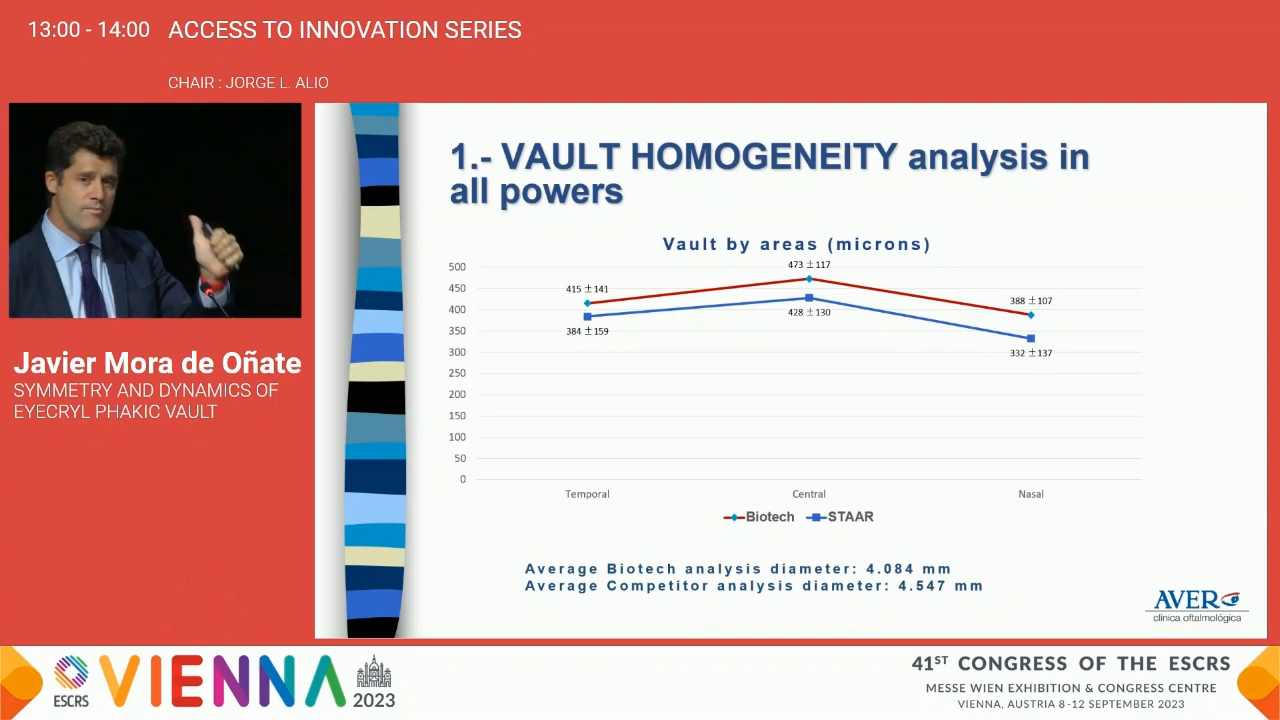 13:00 - 14:00 ACCESS TO INNOVATION SERIES
CHAIR : JORGE L. ALIO
Javier Mora de Oñate
SYMMETRY AND DYNAMICS OF
EYECRYL PHAKIC VAULT
1.- VAULT HOMOGENEITY analysis in
all powers
Vault by areas (microns)
500
450
400
350
300
250
200
150
100
50
0
415 ±141
473 ±117
388 ±107
384 ±159
428 ±130
332 ±137
Temporal Central Nasal
Biotech STAAR
Average Biotech analysis diameter: 4.084 mm
Average Competitor analysis diameter: 4.547 mm
AVER
clínica oftalmológica
ESCRS
VIENNA
2023
41ST CONGRESS OF THE ESCRS
MESSE WIEN EXHIBITION & CONGRESS CENTRE
VIENNA, AUSTRIA 8 -12 SEPTEMBER 2023